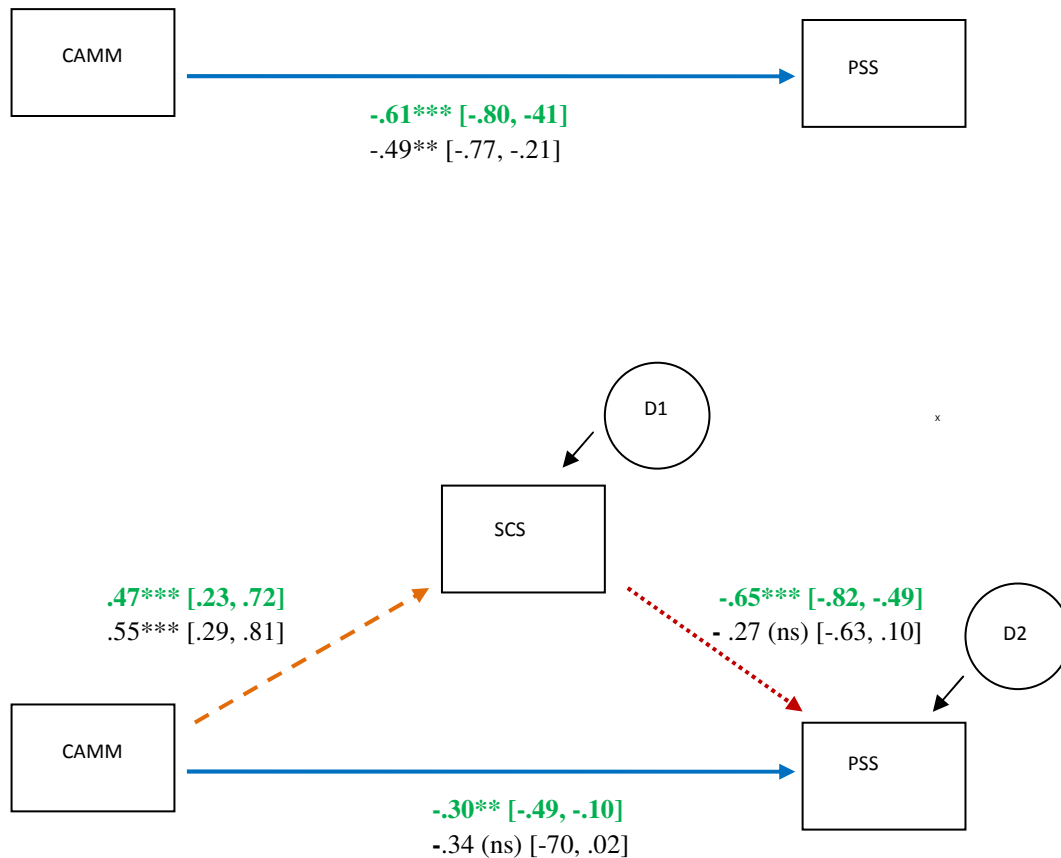 CAMM
PSS
-.61*** [-.80, -41]
-.49** [-.77, -.21]
D1
x
SCS
.47*** [.23, .72]
.55*** [.29, .81]
-.65*** [-.82, -.49]
- .27 (ns) [-.63, .10]
D2
CAMM
PSS
-.30** [-.49, -.10]
-.34 (ns) [-70, .02]